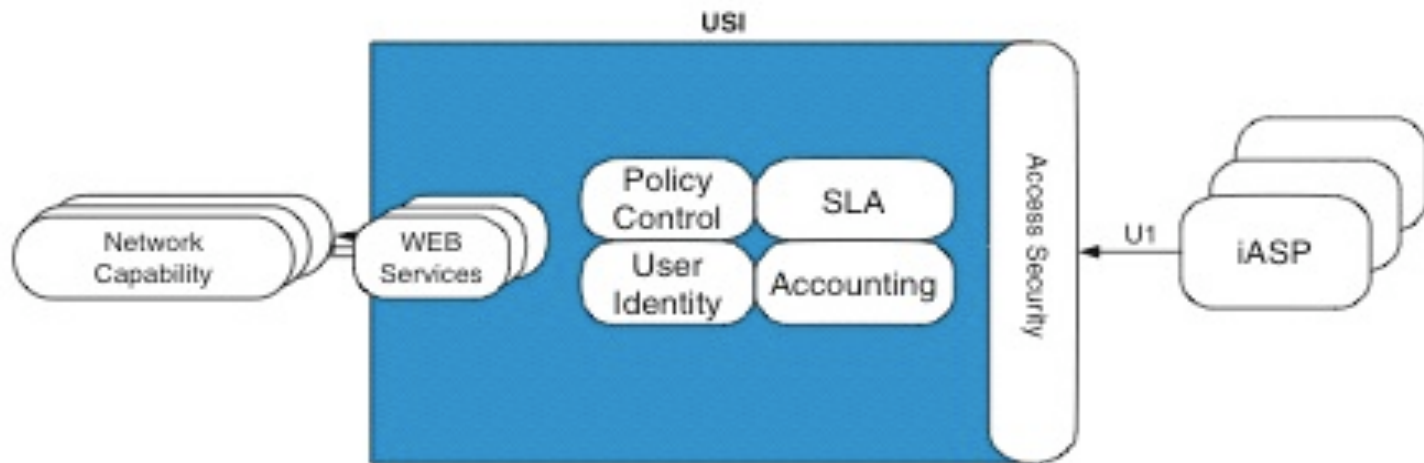 USI
Network
Capability
WEB
Services
Policy
Control
SLA
User
Identity
Accounting
Access Security
U1
iASP